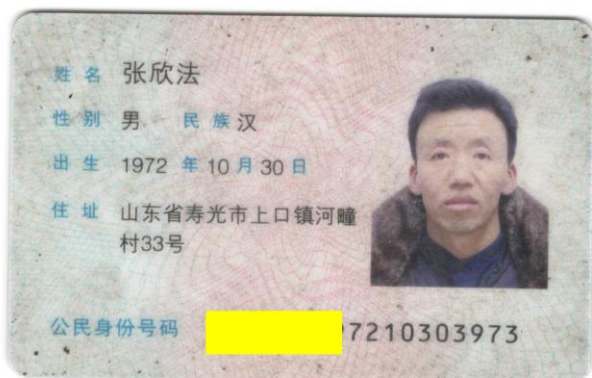 姓名 张欣法
性别 男 民族 汉
出生 1972 年 10 月 30 日
住址 山东省寿光市上口镇河疃
村33号
公民身份号码 7210303973